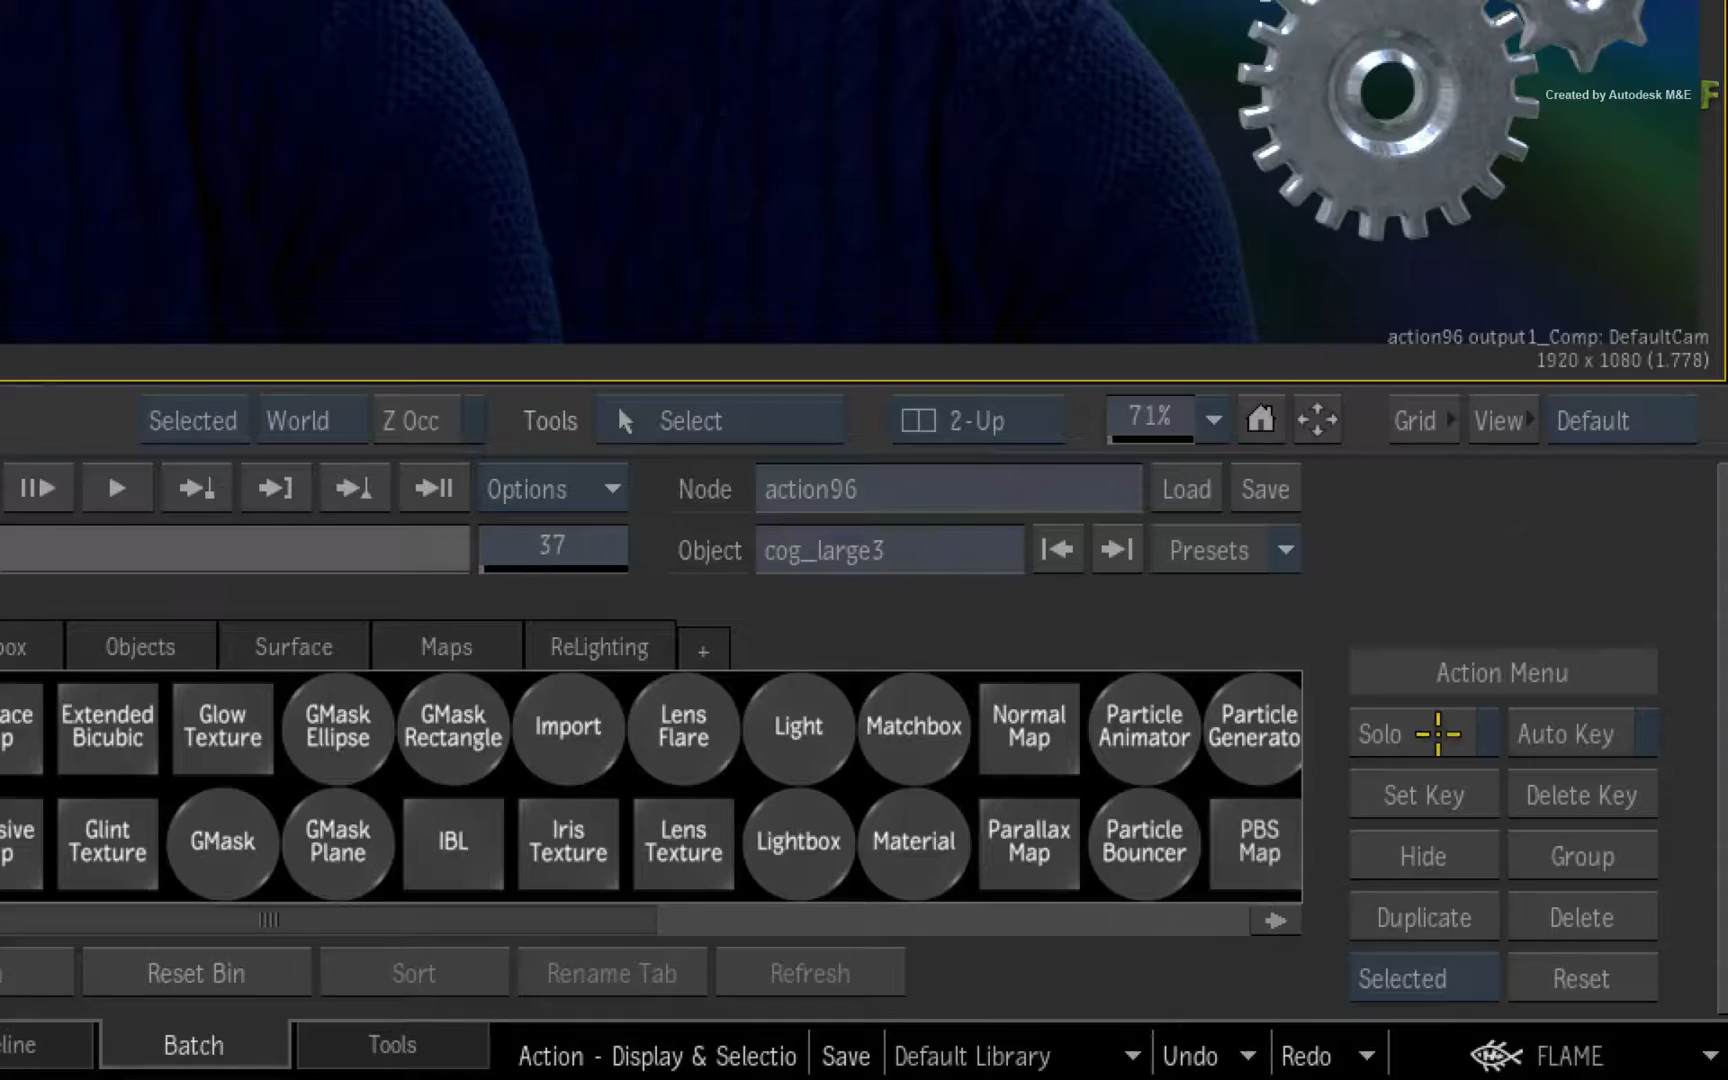 Created by Autodesk M&E
action96 output1_Comp: DefaultCam
1920 x 1080 (1.778)
Selected World Z Occ Tools Select 2-Up 71% Grid View Default
Options Node action96 Load Save
37 Object cog_large3 Presets
Objects Surface Maps ReLighting +
Action Menu
Extended Bicubic
Glow Texture
GMask Ellipse
GMask Rectangle
Import
Lens Flare
Light
Matchbox
Normal Map
Particle Animator
Particle Generato
Solo Auto Key
Set Key Delete Key
Glint Texture
GMask
GMask Plane
IBL
Iris Texture
Lens Texture
Lightbox
Material
Parallax Map
Particle Bouncer
PBS Map
Hide Group
Duplicate Delete
Reset Bin Sort Rename Tab Refresh
Selected Reset
Batch Tools Action - Display & Selectio Save Default Library Undo Redo FLAME